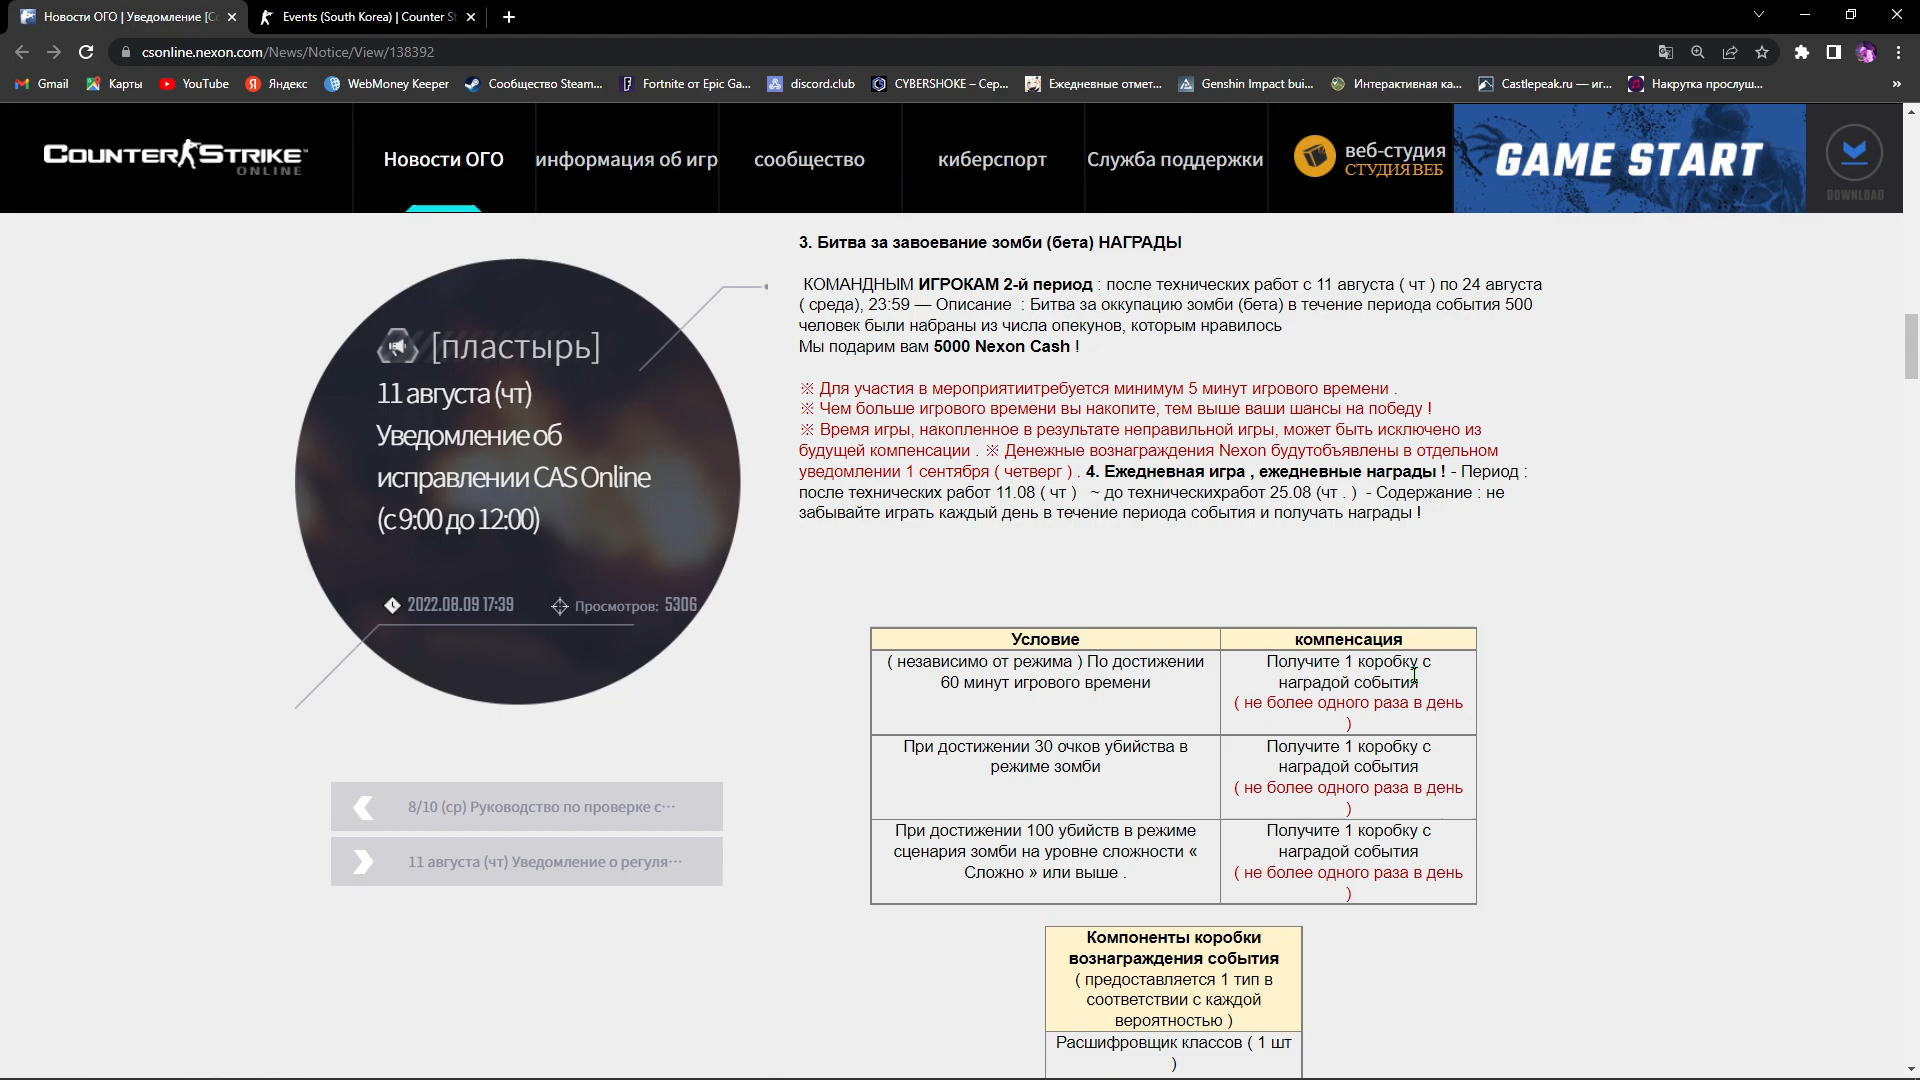 Новости ОГО | Уведомление [Co
Events (South Korea) | Counter St
csonline.nexon.com/News/Notice/View/138392
Gmail
Карты
YouTube
Яндекс
WebMoney Keeper
Сообщество Steam...
Fortnite от Epic Ga...
discord.club
CYBERSHOKE – Сер...
Ежедневные отмет...
Genshin Impact bui...
Интерактивная ка...
Castlepeak.ru — иг...
Накрутка прослуш...
COUNTER STRIKE
ONLINE
Новости ОГО
информация об игр
сообщество
киберспорт
Служба поддержки
веб-студия
СТУДИЯ ВЕБ
GAME START
DOWNLOAD
[пластырь]
11 августа (чт)
Уведомление об
исправлении CAS Online
(с 9:00 до 12:00)
2022.08.09 17:39
Просмотров: 5306
8/10 (ср) Руководство по проверке с···
11 августа (чт) Уведомление о регуля···
3. Битва за завоевание зомби (бета) НАГРАДЫ
КОМАНДНЫМ ИГРОКАМ 2-й период : после технических работ с 11 августа ( чт ) по 24 августа
( среда), 23:59 — Описание : Битва за оккупацию зомби (бета) в течение периода события 500
человек были набраны из числа опекунов, которым нравилось
Мы подарим вам 5000 Nexon Cash !
※ Для участия в мероприятиитребуется минимум 5 минут игрового времени .
※ Чем больше игрового времени вы накопите, тем выше ваши шансы на победу !
※ Время игры, накопленное в результате неправильной игры, может быть исключено из
будущей компенсации . ※ Денежные вознаграждения Nexon будутобъявлены в отдельном
уведомлении 1 сентября ( четверг ) . 4. Ежедневная игра , ежедневные награды ! - Период :
после технических работ 11.08 ( чт ) ~ до техническихработ 25.08 (чт . ) - Содержание : не
забывайте играть каждый день в течение периода события и получать награды !
Условие
компенсация
( независимо от режима ) По достижении
60 минут игрового времени
Получите 1 коробку с
наградой события
( не более одного раза в день
)
При достижении 30 очков убийства в
режиме зомби
Получите 1 коробку с
наградой события
( не более одного раза в день
)
При достижении 100 убийств в режиме
сценария зомби на уровне сложности «
Сложно » или выше .
Получите 1 коробку с
наградой события
( не более одного раза в день
)
Компоненты коробки
вознаграждения события
( предоставляется 1 тип в
соответствии с каждой
вероятностью )
Расшифровщик классов ( 1 шт
)